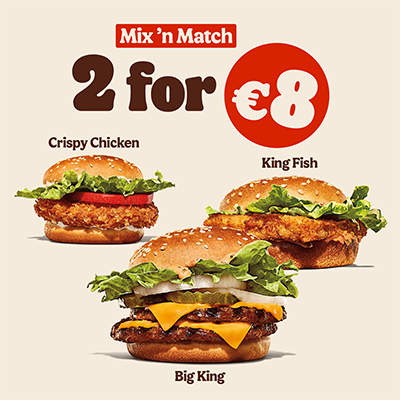 Mix ’n Match
2 for €8
Crispy Chicken
King Fish
Big King